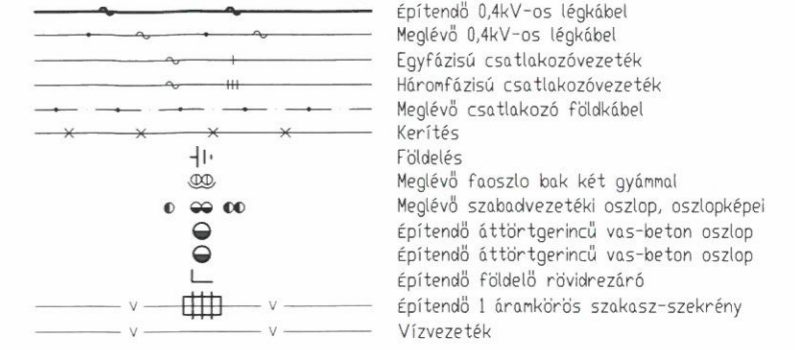 Építendő 0,4kV-os légkábel
Meglévő 0,4kV-os légkábel
Egyfázisú csatlakozóvezeték
Háromfázisú csatlakozóvezeték
Meglévő csatlakozó földkábel
Kerítés
Földelés
Meglévő faoszlo bak két gyámmal
Meglévő szabadvezetéki oszlop, oszlopképei
Építendő áttörtgerincű vas-beton oszlop
Építendő áttörtgerincű vas-beton oszlop
Építendő földelő rövidrezáró
V V Építendő 1 áramkörös szakasz-szekrény
V V Vízvezeték